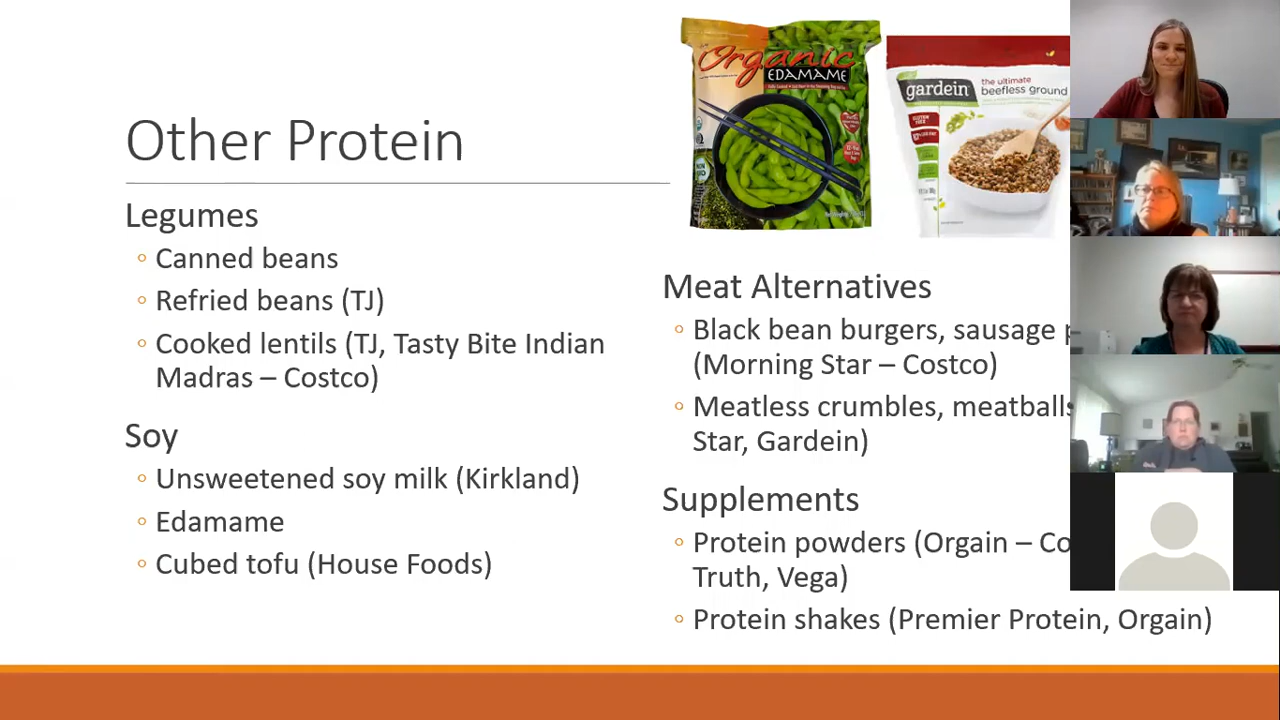 Other Protein
Legumes
◦ Canned beans
◦ Refried beans (TJ)
◦ Cooked lentils (TJ, Tasty Bite Indian
Madras – Costco)
Soy
◦ Unsweetened soy milk (Kirkland)
◦ Edamame
◦ Cubed tofu (House Foods)
Organic
EDAMAME
gardein
the ultimate
beefless ground
Meat Alternatives
◦ Black bean burgers, sausage
(Morning Star – Costco)
◦ Meatless crumbles, meatballs
Star, Gardein)
Supplements
◦ Protein powders (Orgain –
Truth, Vega)
◦ Protein shakes (Premier Protein, Orgain)